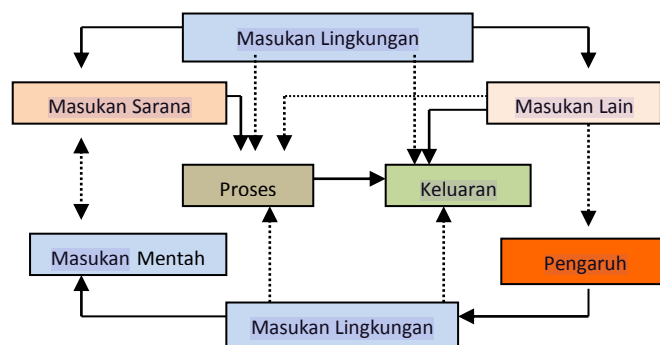 Masukan Lingkungan
Masukan Sarana
Masukan Lain
Proses
Keluaran
Masukan Mentah
Pengaruh
Masukan Lingkungan